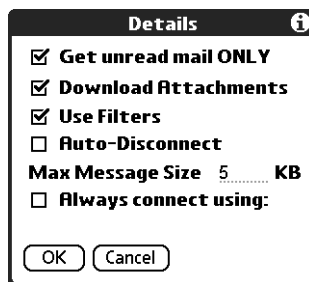 Details
Get unread mail ONLY
Download Attachments
Use Filters
Auto-Disconnect
Max Message Size 5 KB
Always connect using:
OK Cancel